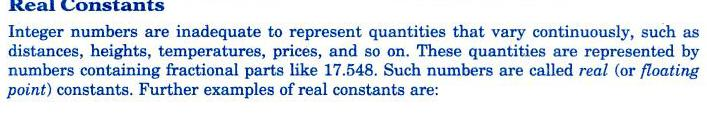 Real Constants
Integer numbers are inadequate to represent quantities that vary continuously, such as
distances, heights, temperatures, prices, and so on. These quantities are represented by
numbers containing fractional parts like 17.548. Such numbers are called real (or floating
point) constants. Further examples of real constants are: